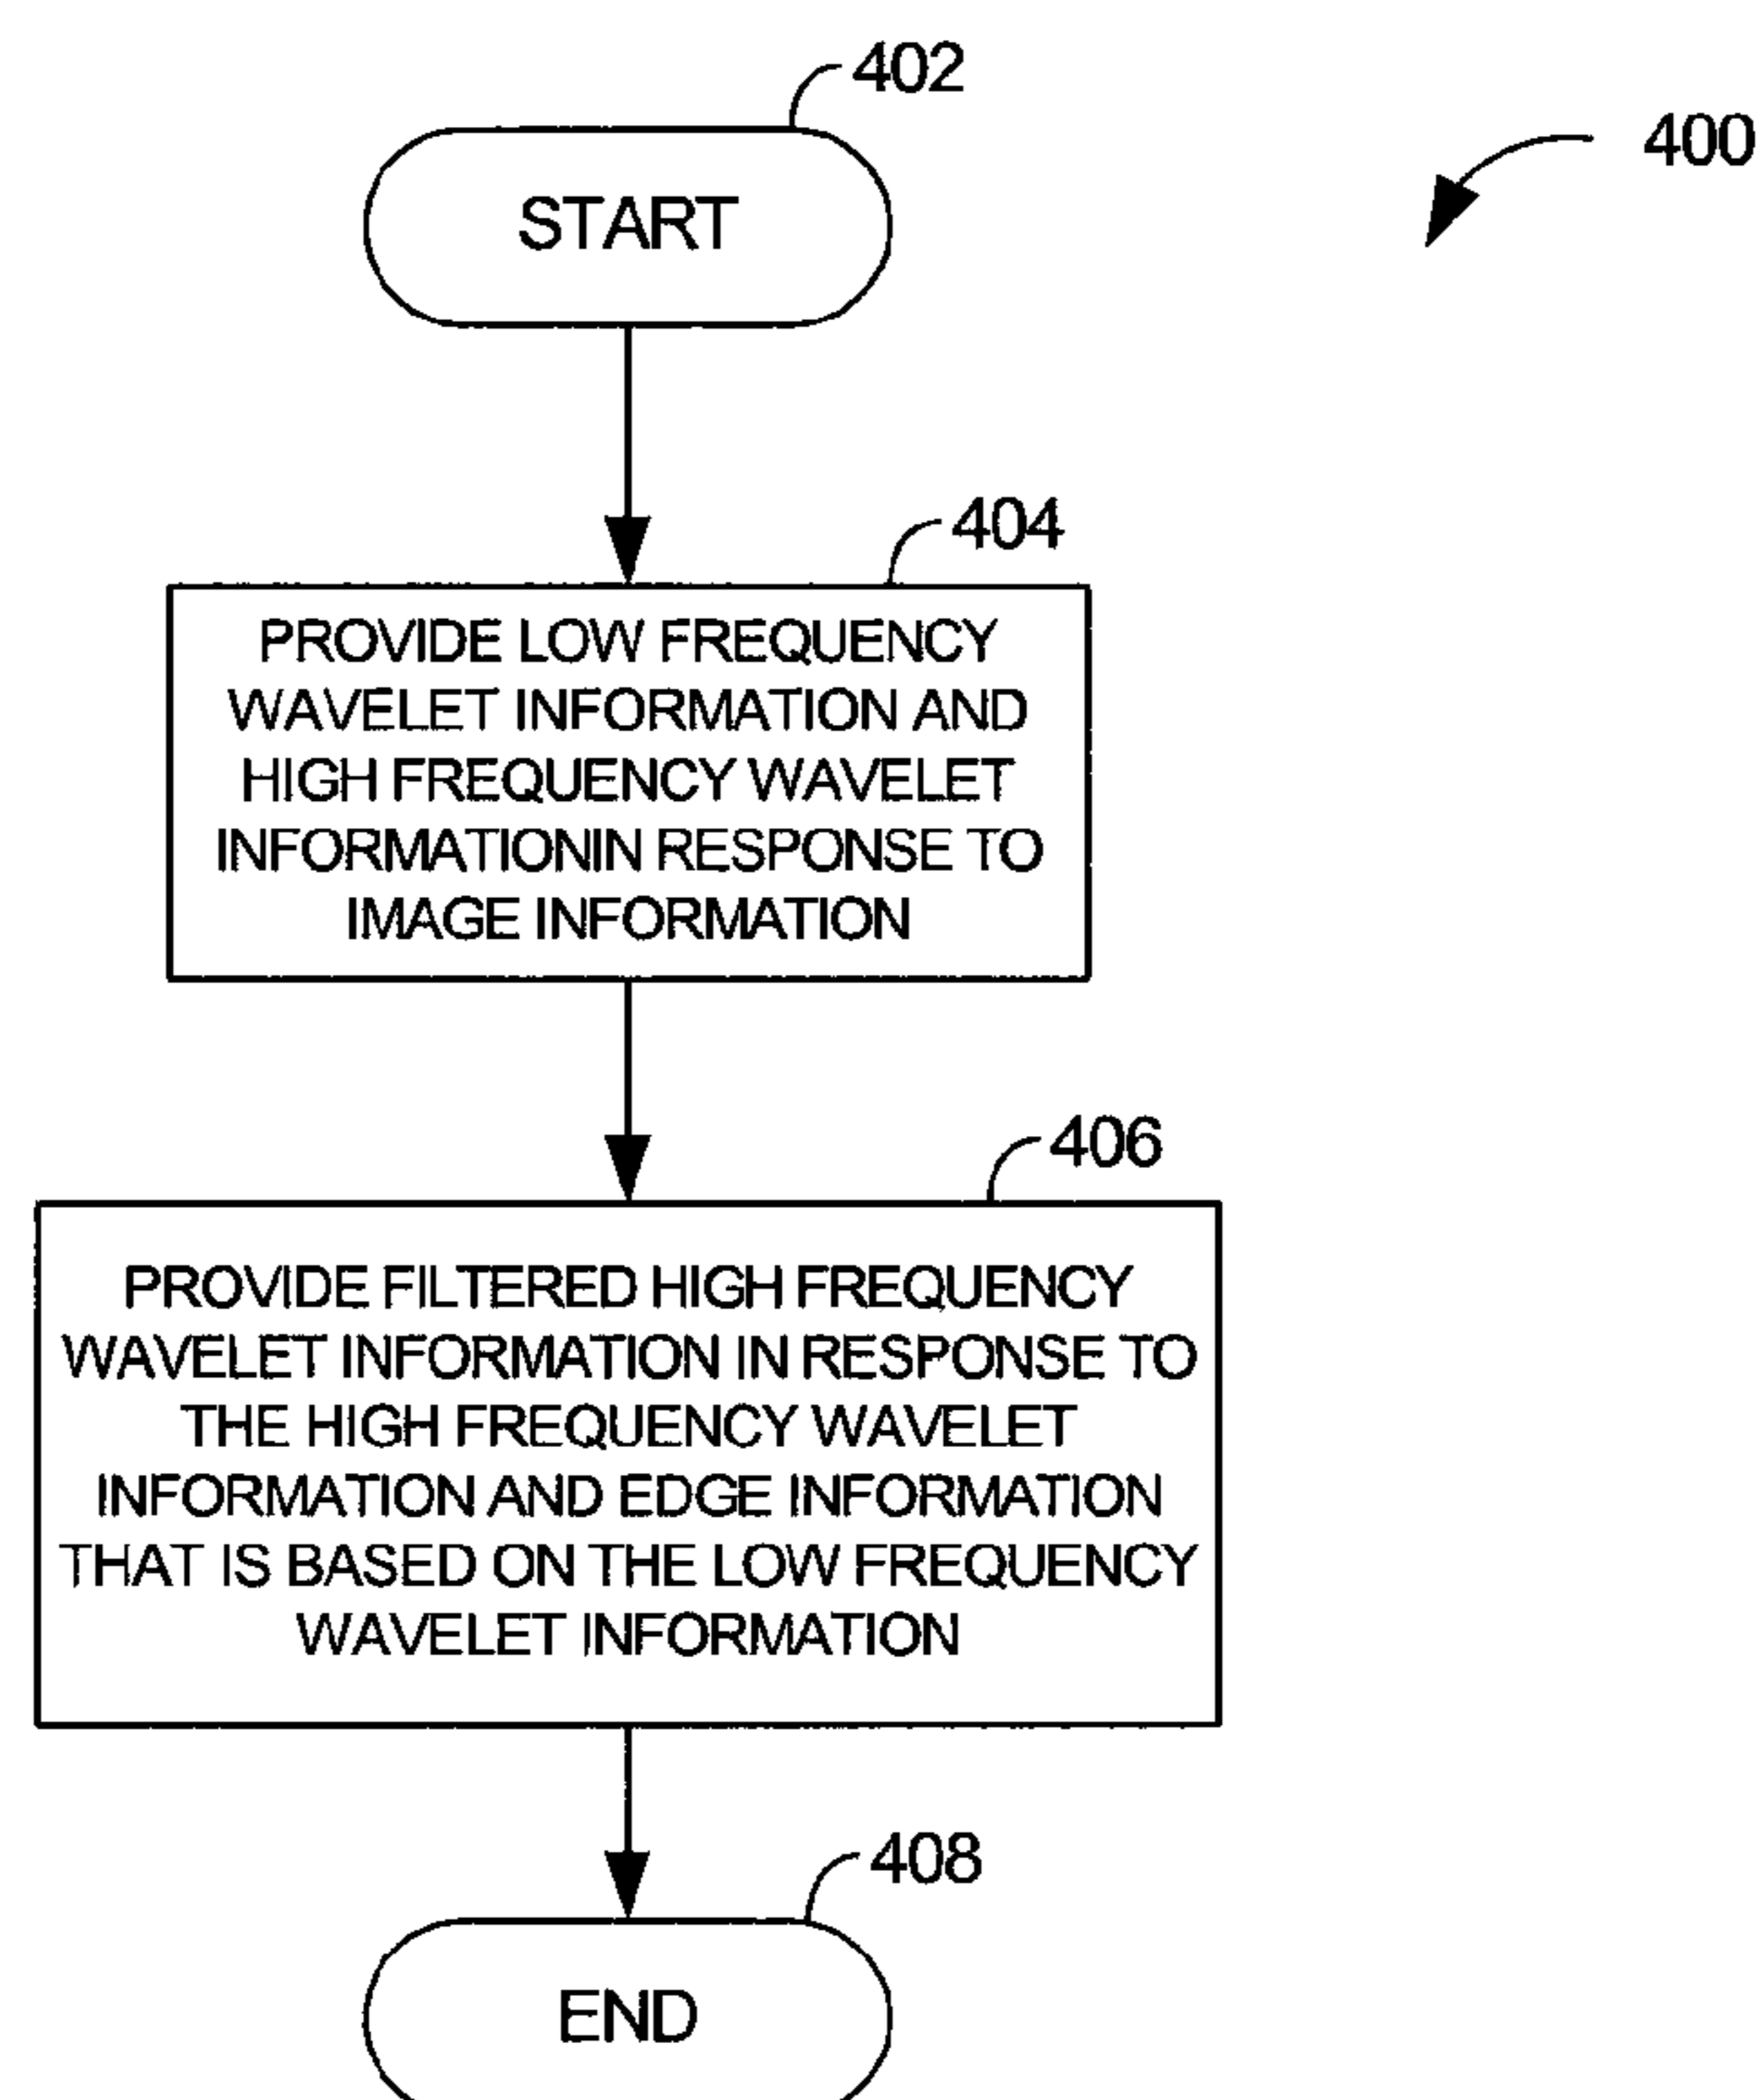 402
400
START
404
PROVIDE LOW FREQUENCY
WAVELET INFORMATION AND
HIGH FREQUENCY WAVELET
INFORMATIONIN RESPONSE TO
IMAGE INFORMATION
406
PROVIDE FILTERED HIGH FREQUENCY
WAVELET INFORMATION IN RESPONSE TO
THE HIGH FREQUENCY WAVELET
INFORMATION AND EDGE INFORMATION
THAT IS BASED ON THE LOW FREQUENCY
WAVELET INFORMATION
408
END